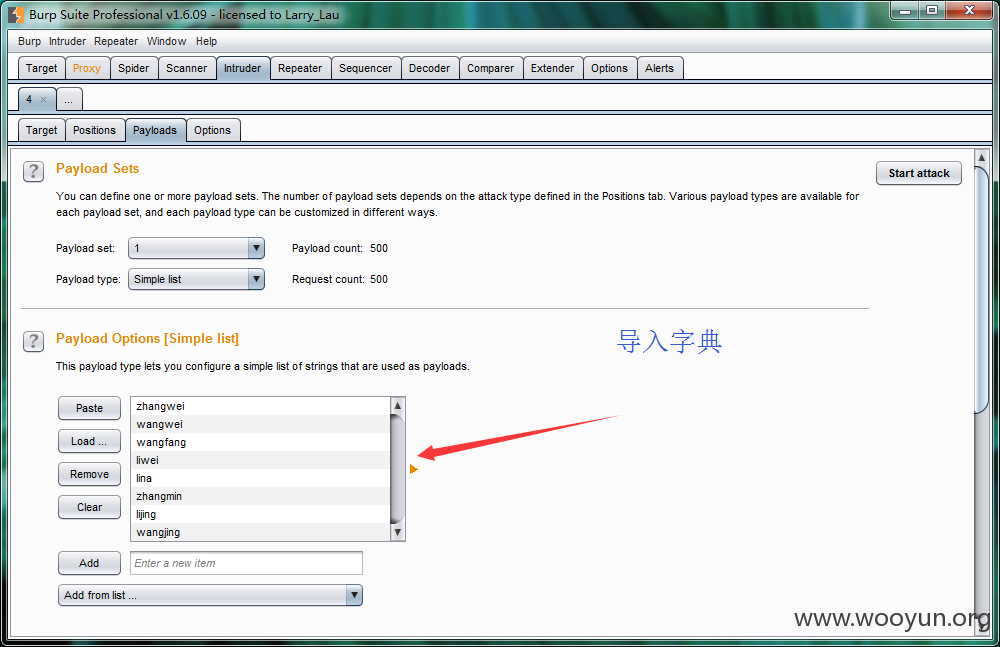 Burp Suite Professional v1.6.09 - licensed to Larry_Lau
Burp Intruder Repeater Window Help
Target Proxy Spider Scanner Intruder Repeater Sequencer Decoder Comparer Extender Options Alerts
4 × ...
Target Positions Payloads Options
? Payload Sets
Start attack
You can define one or more payload sets. The number of payload sets depends on the attack type defined in the Positions tab. Various payload types are available for
each payload set, and each payload type can be customized in different ways.
Payload set: 1 Payload count: 500
Payload type: Simple list Request count: 500
? Payload Options [Simple list]
导入字典
This payload type lets you configure a simple list of strings that are used as payloads.
Paste
Load ...
Remove
Clear
zhangwei
wangwei
wangfang
liwei
lina
zhangmin
lijing
wangjing
Add Enter a new item
Add from list ...
www.wooyun.org